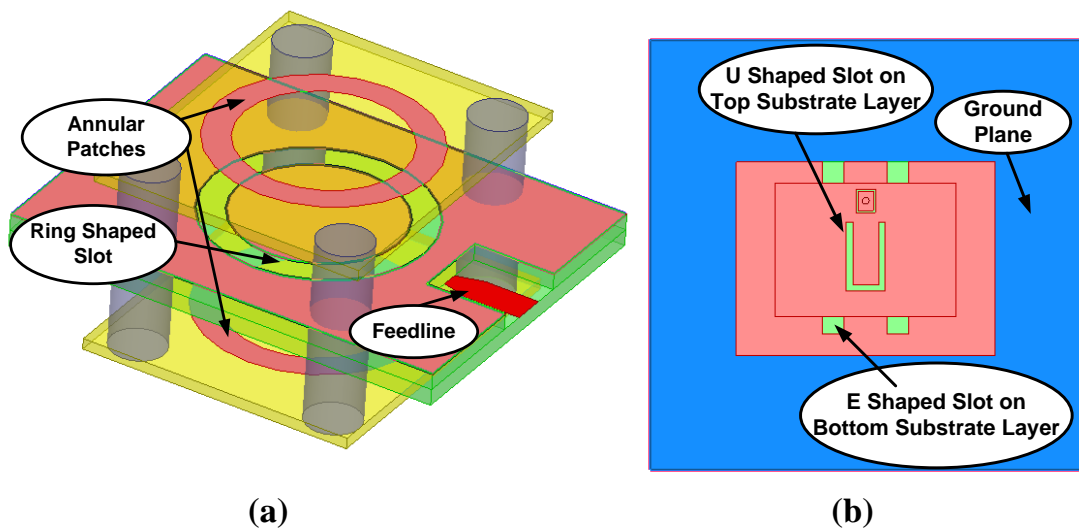 Annular
Patches
Ring Shaped
Slot
Feedline
(a)
U Shaped Slot on
Top Substrate Layer
Ground
Plane
E Shaped Slot on
Bottom Substrate Layer
(b)